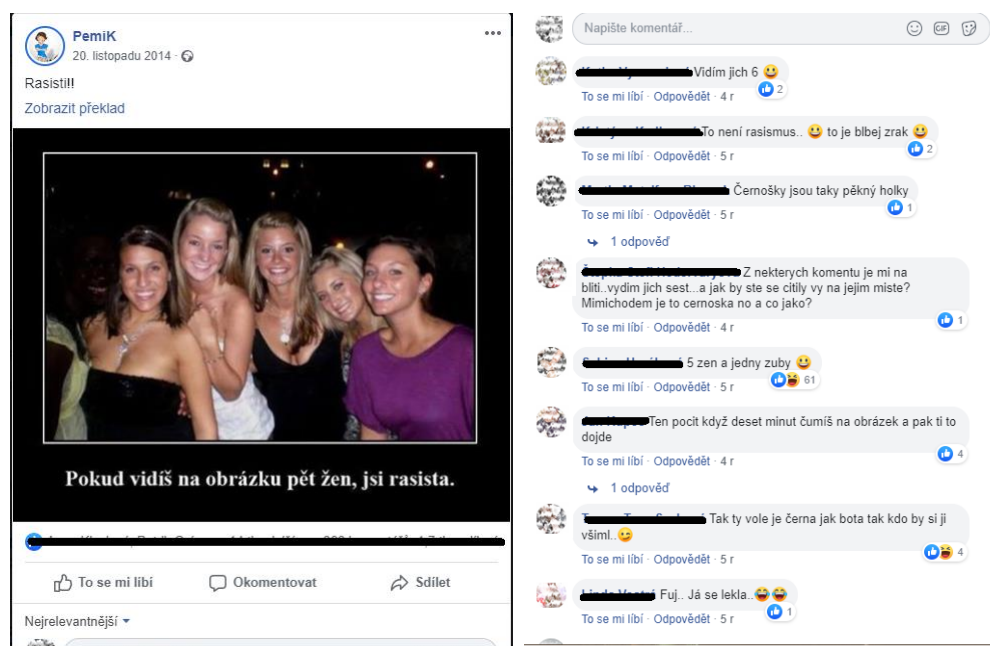 PemiK
20. listopadu 2014 ·
Rasisti!!
Zobrazit překlad
Pokud vidíš na obrázku pět žen, jsi rasista.
To se mi líbí
Okomentovat
Sdílet
Nejrelevantnější
Napište komentář...
GIF
Vidím jich 6 😀
2
To se mi líbí · Odpovědět · 4 r
To není rasismus.. 😀 to je blbej zrak 😀
2
To se mi líbí · Odpovědět · 5 r
Černošky jsou taky pěkný holky
1
To se mi líbí · Odpovědět · 5 r
1 odpověď
Z nekterych komentu je mi na
bliti..vydim jich sest...a jak by ste se citily vy na jejim miste?
Mimichodem je to cernoska no a co jako?
1
To se mi líbí · Odpovědět · 4 r
5 zen a jedny zuby 😀
61
To se mi líbí · Odpovědět · 5 r
Ten pocit když deset minut čumíš na obrázek a pak ti to
dojde
4
To se mi líbí · Odpovědět · 4 r
1 odpověď
Tak ty vole je černa jak bota tak kdo by si ji
všiml..😏
4
To se mi líbí · Odpovědět · 5 r
Fuj.. Já se lekla..😂😂
1
To se mi líbí · Odpovědět · 5 r